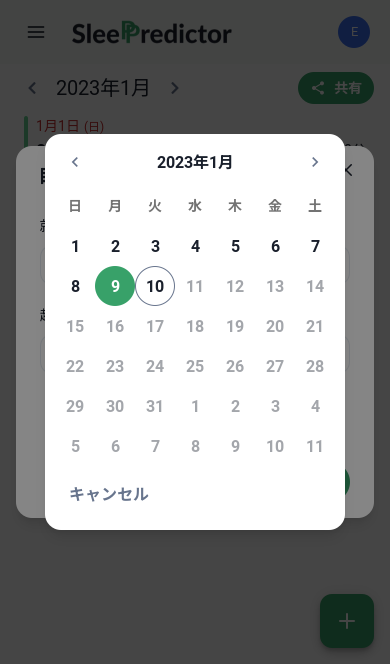 SleepPredictor
E
2023年1月
共有
1月1日 (日)
2023年1月
日 月 火 水 木 金 土
1 2 3 4 5 6 7
8 9 10 11 12 13 14
15 16 17 18 19 20 21
22 23 24 25 26 27 28
29 30 31 1 2 3 4
5 6 7 8 9 10 11
キャンセル